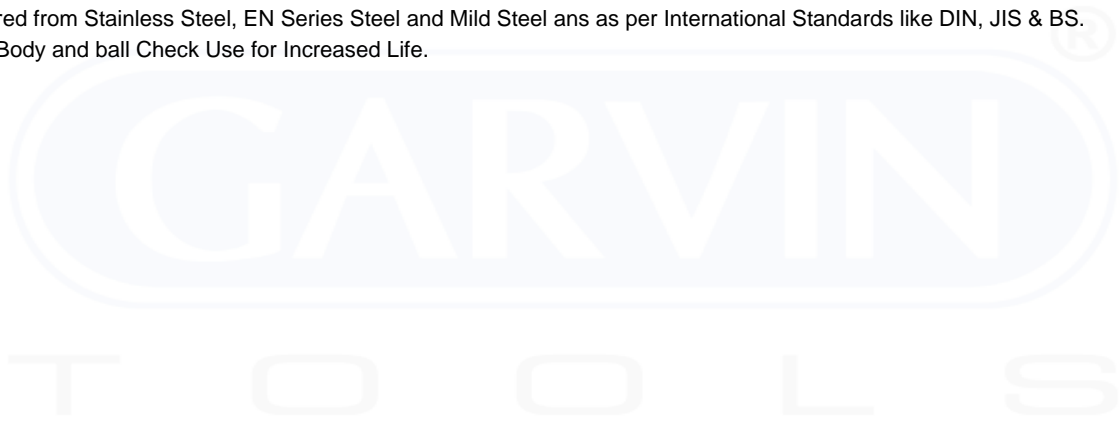 red from Stainless Steel, EN Series Steel and Mild Steel ans as per International Standards like DIN, JIS & BS.
Body and ball Check Use for Increased Life.
®
GARVIN
TOOLS